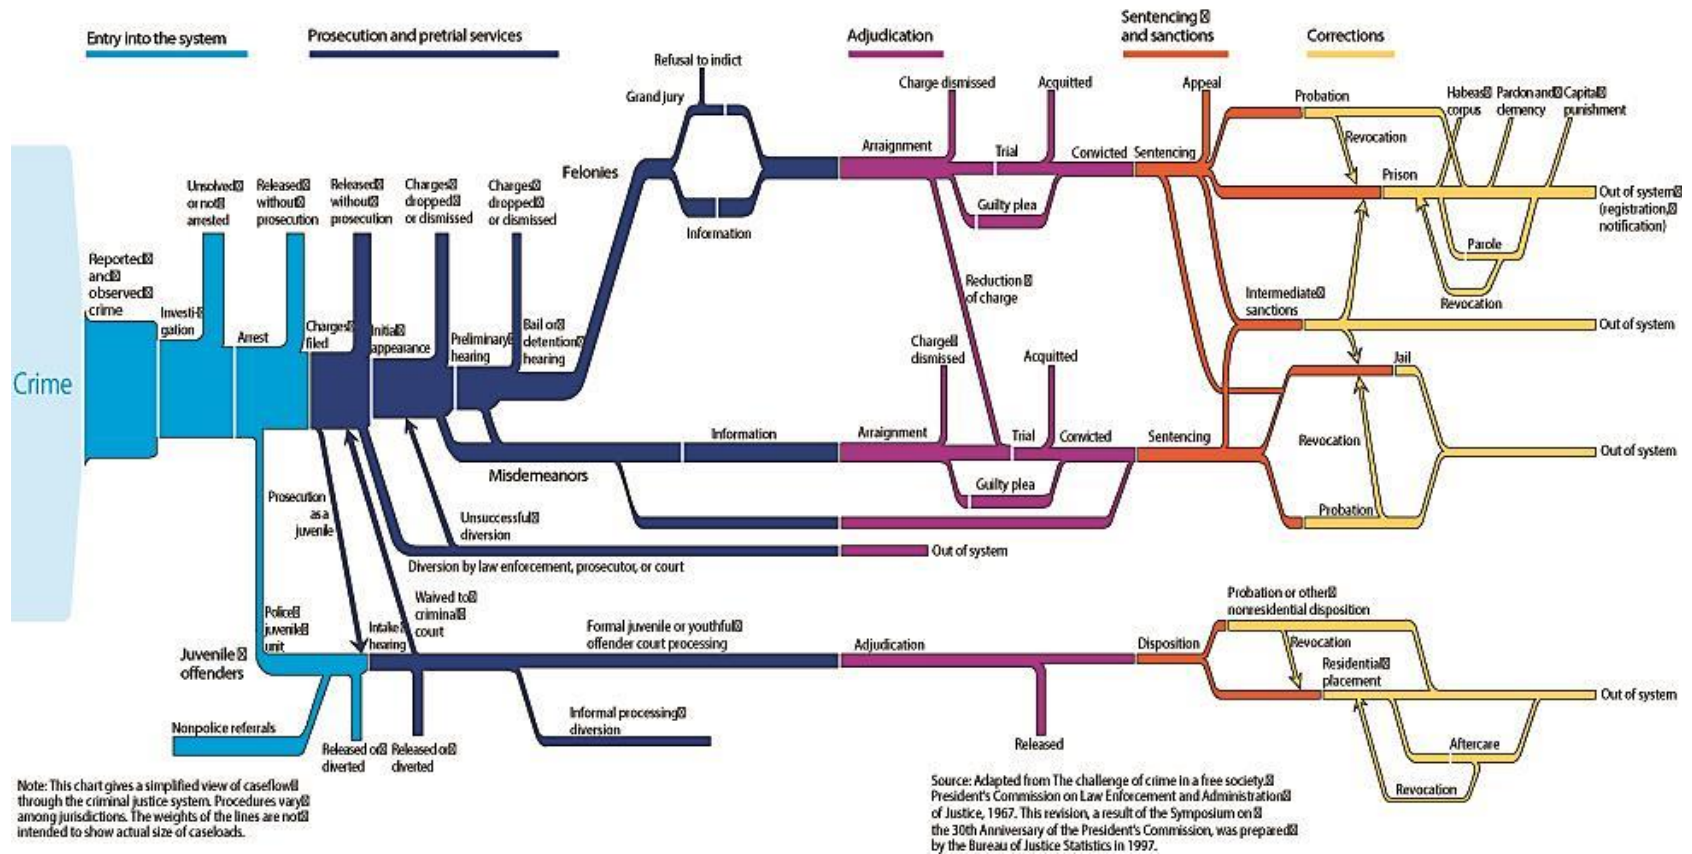 Entry into the system
Prosecution and pretrial services
Adjudication
Sentencing
and sanctions
Corrections
Crime
Reported
and
observed
crime
Investi-
gation
Unsolved
or not
arrested
Arrest
Released
without
prosecution
Charges
filed
Released
without
prosecution
Initial
appearance
Charges
dropped
or dismissed
Preliminary
hearing
Charges
dropped
or dismissed
Bail or
detention
hearing
Felonies
Grand jury
Refusal to indict
Information
Arraignment
Charge dismissed
Trial
Acquitted
Guilty plea
Convicted
Sentencing
Appeal
Probation
Revocation
Prison
Habeas
corpus
Pardon and
clemency
Capital
punishment
Out of system
(registration,
notification)
Parole
Revocation
Reduction
of charge
Intermediate
sanctions
Out of system
Misdemeanors
Information
Arraignment
Charge
dismissed
Trial
Acquitted
Guilty plea
Convicted
Sentencing
Jail
Revocation
Probation
Out of system
Unsuccessful
diversion
Diversion by law enforcement, prosecutor, or court
Out of system
Prosecution
as a
juvenile
Waived to
criminal
court
Police
juvenile
unit
Juvenile
offenders
Nonpolice referrals
Released or
diverted
Intake
hearing
Released or
diverted
Formal juvenile or youthful
offender court processing
Informal processing
diversion
Adjudication
Released
Disposition
Probation or other
nonresidential disposition
Revocation
Residential
placement
Out of system
Aftercare
Revocation
Note: This chart gives a simplified view of caseflow
through the criminal justice system. Procedures vary
among jurisdictions. The weights of the lines are not
intended to show actual size of caseloads.
Source: Adapted from The challenge of crime in a free society.
President's Commission on Law Enforcement and Administration
of Justice, 1967. This revision, a result of the Symposium on
the 30th Anniversary of the President's Commission, was prepared
by the Bureau of Justice Statistics in 1997.